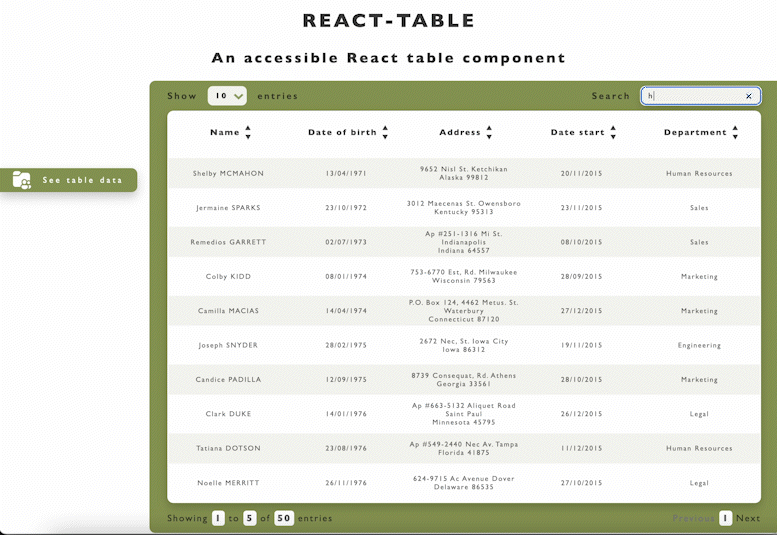 REACT-TABLE
An accessible React table component
Show 10 entries Search h
Name Date of birth Address Date start Department
See table data
Shelby MCMAHON 13/04/1971 9652 Nisl St. Ketchikan Alaska 99812 20/11/2015 Human Resources
Jermaine SPARKS 23/10/1972 3012 Maecenas St. Owensboro Kentucky 95313 23/11/2015 Sales
Remedios GARRETT 02/07/1973 Ap #251-1316 Mi St. Indianapolis Indiana 64557 08/10/2015 Sales
Colby KIDD 08/01/1974 753-6770 Est, Rd. Milwaukee Wisconsin 79563 28/09/2015 Marketing
Camilla MACIAS 14/04/1974 P.O. Box 124, 4462 Metus. St. Waterbury Connecticut 87120 27/12/2015 Marketing
Joseph SNYDER 28/02/1975 2672 Nec, St. Iowa City Iowa 86312 19/11/2015 Engineering
Candice PADILLA 12/09/1975 8739 Consequat, Rd. Athens Georgia 33561 28/10/2015 Marketing
Clark DUKE 14/01/1976 Ap #663-5132 Aliquet Road Saint Paul Minnesota 45795 26/12/2015 Legal
Tatiana DOTSON 23/08/1976 Ap #549-2440 Nec Av. Tampa Florida 41875 11/12/2015 Human Resources
Noelle MERRITT 26/11/1976 624-9715 Ac Avenue Dover Delaware 86535 27/10/2015 Legal
Showing 1 to 5 of 50 entries Previous 1 Next